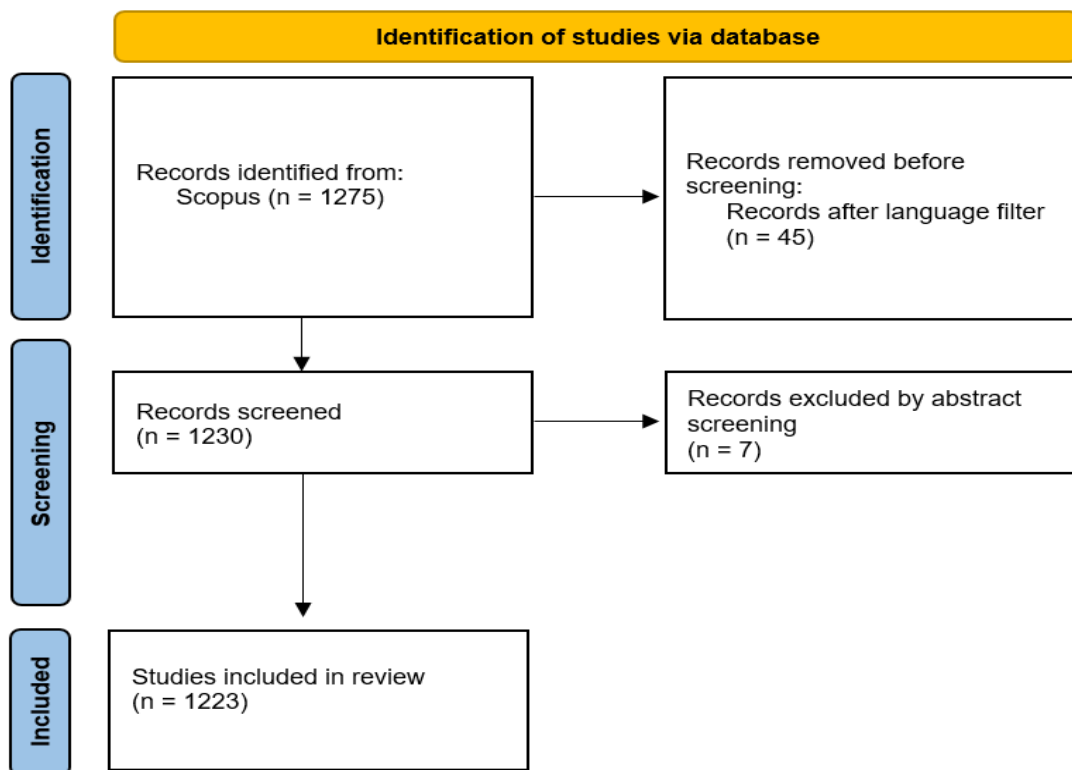 Identification of studies via database
Identification
Records identified from:
Scopus (n = 1275)
Records removed before
screening:
Records after language filter
(n = 45)
Screening
Records screened
(n = 1230)
Records excluded by abstract
screening
(n = 7)
Included
Studies included in review
(n = 1223)